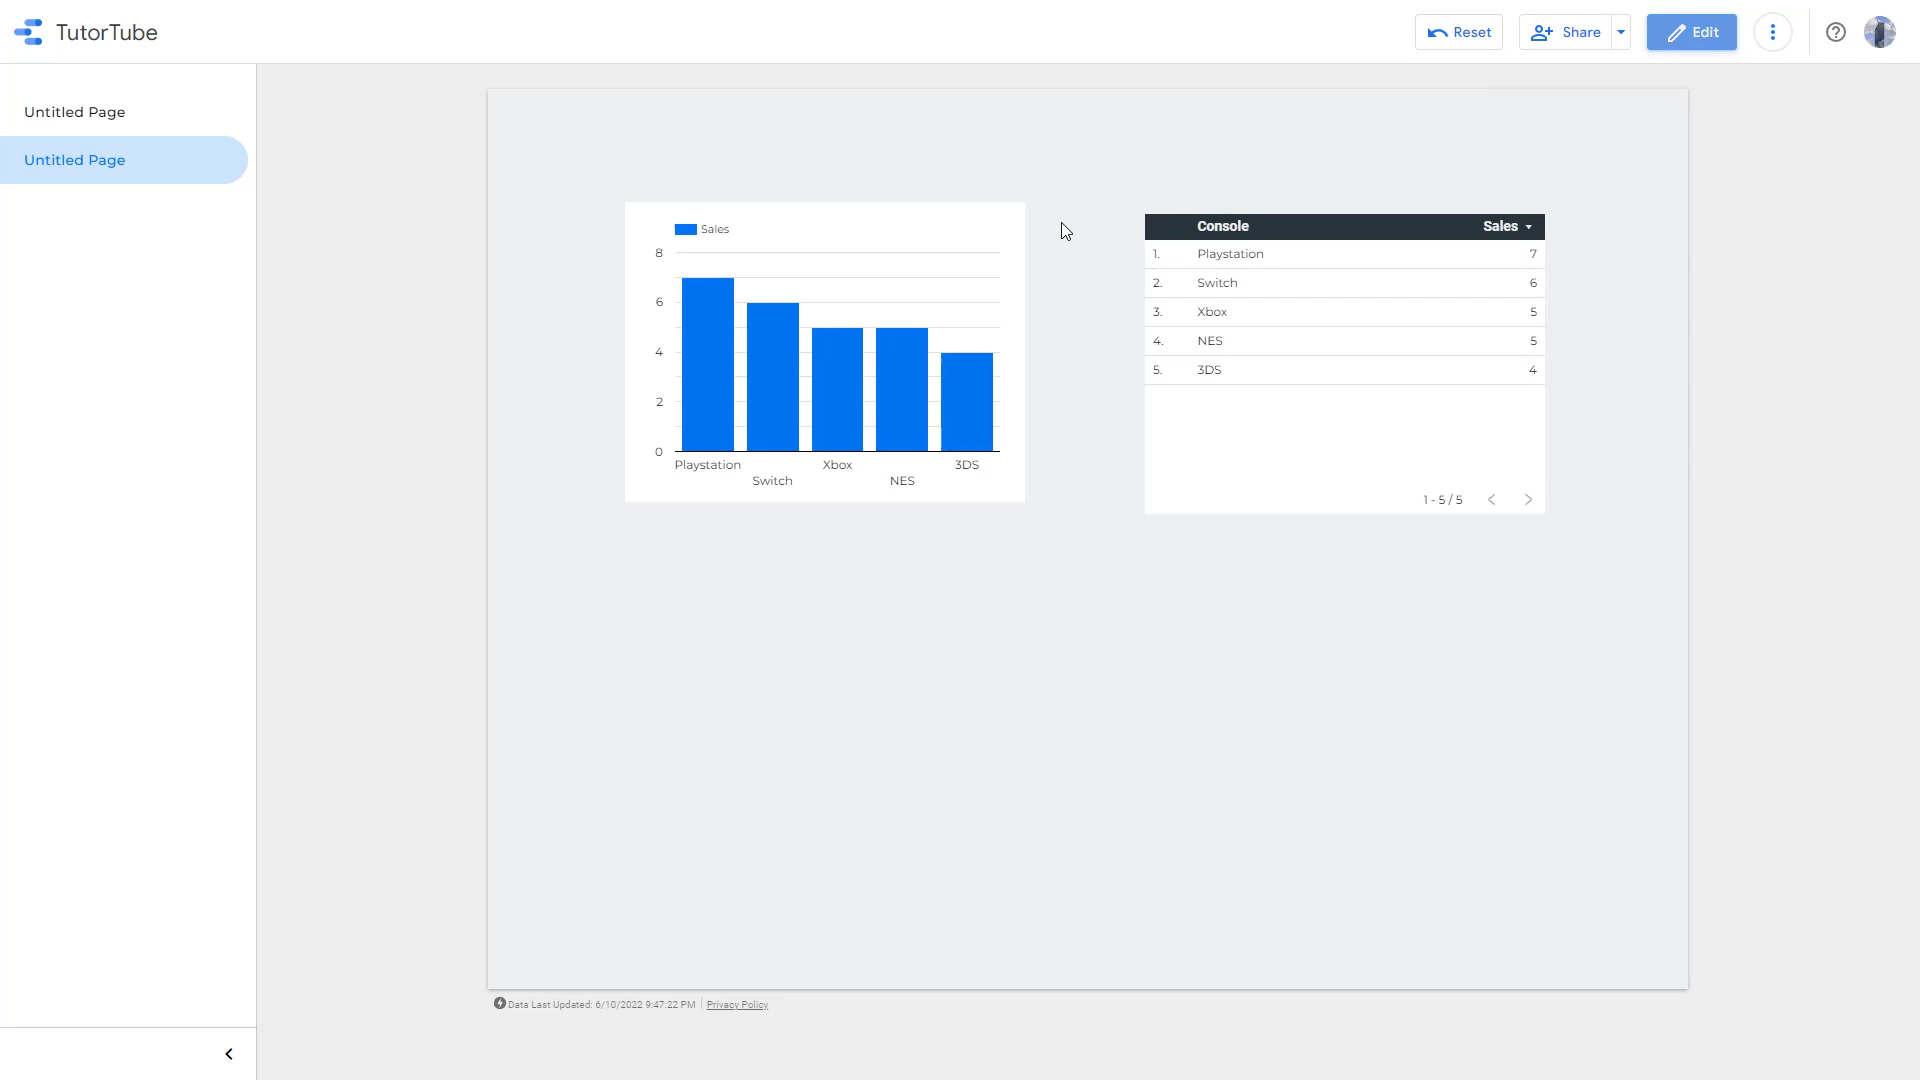 TutorTube
Reset
Share
Edit
Untitled Page
Untitled Page
Sales
8
6
4
2
0
Playstation
Switch
Xbox
NES
3DS
Console Sales
1. Playstation 7
2. Switch 6
3. Xbox 5
4. NES 5
5. 3DS 4
1 - 5 / 5
Data Last Updated: 6/10/2022 9:47:22 PM
Privacy Policy